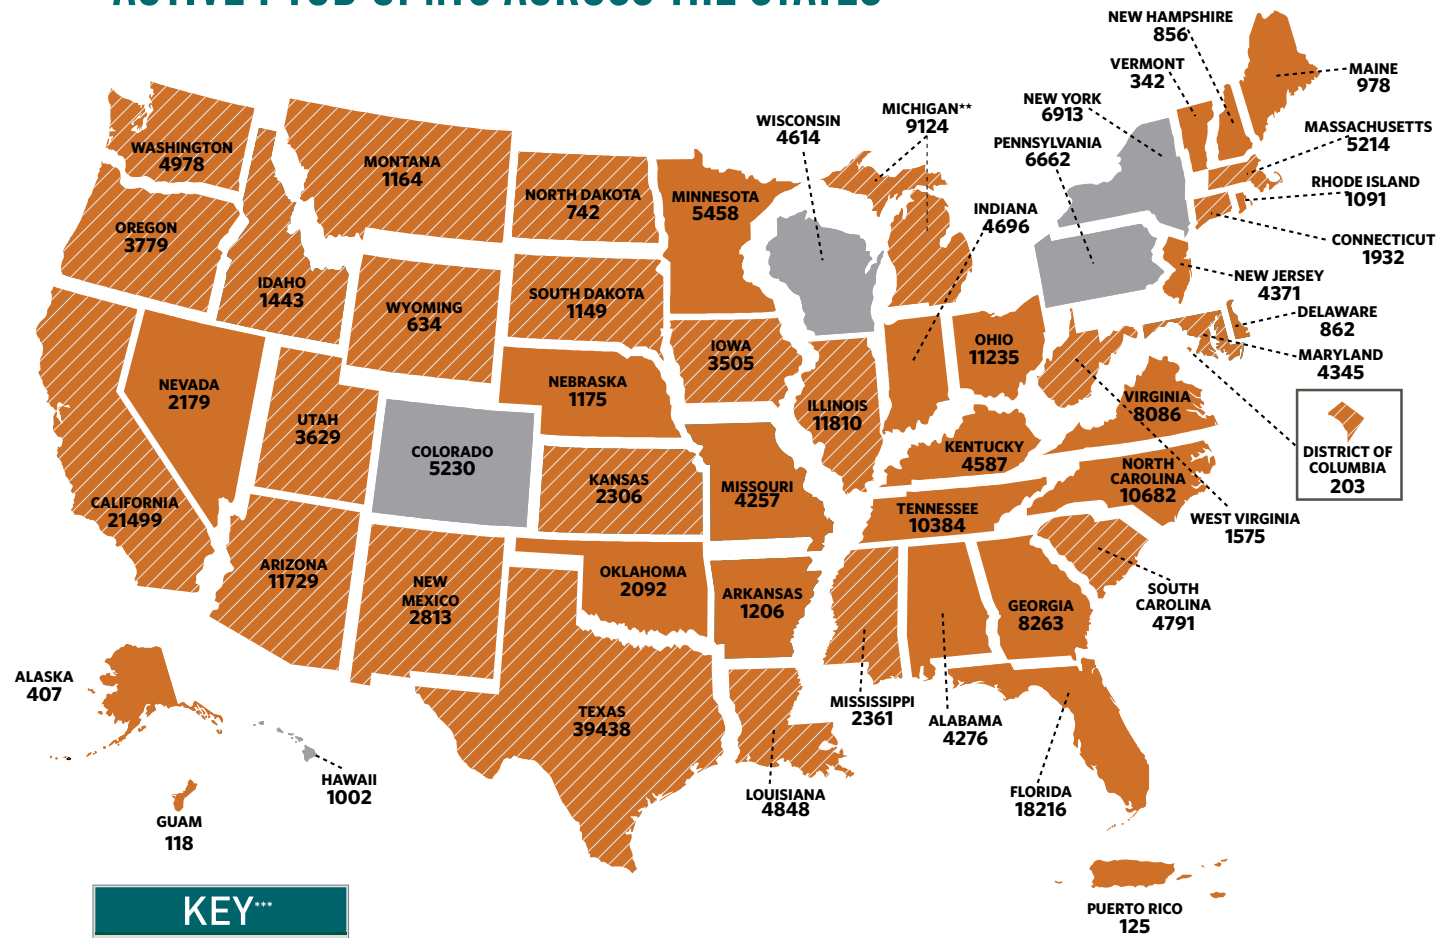 NEW HAMPSHIRE
856
VERMONT
342
MAINE
978
NEW YORK
6913
MICHIGAN**
9124
WISCONSIN
4614
MASSACHUSETTS
5214
PENNSYLVANIA
6662
WASHINGTON
4978
MONTANA
1164
RHODE ISLAND
1091
NORTH DAKOTA
742
MINNESOTA
5458
INDIANA
4696
OREGON
3779
CONNECTICUT
1932
IDAHO
1443
NEW JERSEY
4371
SOUTH DAKOTA
1149
WYOMING
634
DELAWARE
862
OHIO
11235
IOWA
3505
MARYLAND
4345
NEVADA
2179
NEBRASKA
1175
VIRGINIA
8086
ILLINOIS
11810
UTAH
3629
COLORADO
5230
KENTUCKY
4587
DISTRICT OF
COLUMBIA
203
NORTH
CAROLINA
10682
KANSAS
2306
MISSOURI
4257
CALIFORNIA
21499
TENNESSEE
10384
WEST VIRGINIA
1575
ARIZONA
11729
NEW
MEXICO
2813
OKLAHOMA
2092
ARKANSAS
1206
SOUTH
CAROLINA
4791
GEORGIA
8263
ALASKA
407
MISSISSIPPI
2361
TEXAS
39438
ALABAMA
4276
HAWAII
1002
LOUISIANA
4848
FLORIDA
18216
GUAM
118
KEY***
PUERTO RICO
125